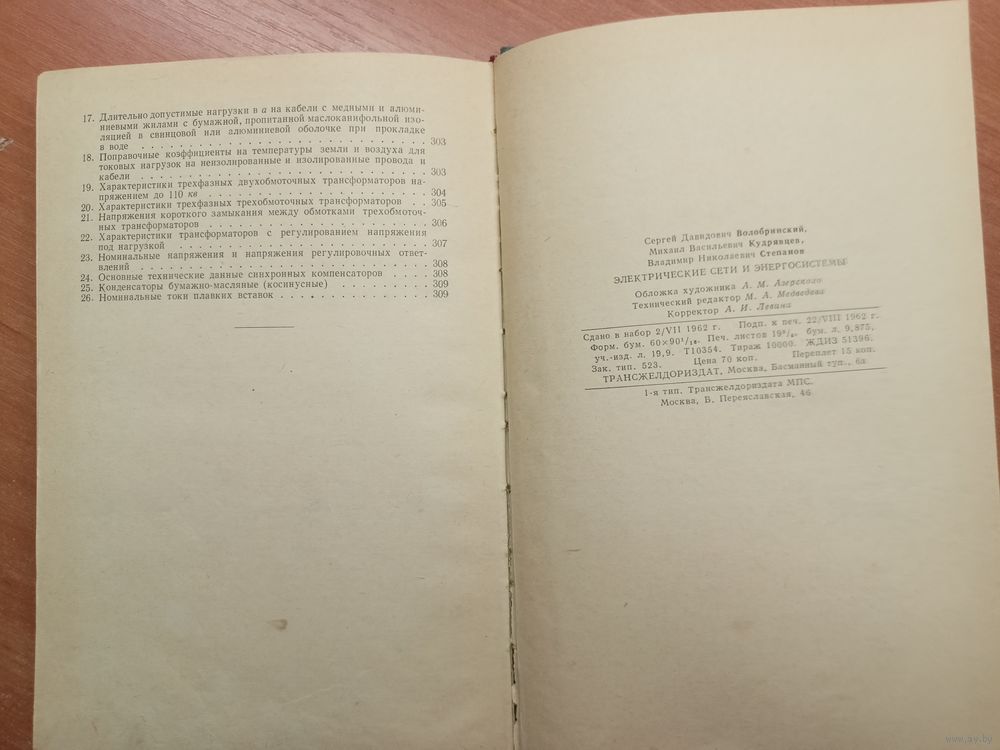 17. Длительно допустимые нагрузки в а на кабели с медными и алюми-
ниевыми жилами с бумажной, пропитанной маслоканифольной изо-
ляцией в свинцовой или алюминиевой оболочке при прокладке
в воде . . . . . . . . . . . . . . . . . . . . . . . . . 303
18. Поправочные коэффициенты на температуры земли и воздуха для
токовых нагрузок на неизолированные и изолированные провода и
кабели . . . . . . . . . . . . . . . . . . . . . . . . . 303
19. Характеристики трехфазных двухобмоточных трансформаторов на-
пряжением до 110 кв . . . . . . . . . . . . . . . . . . . 304
20. Характеристики трехфазных трехобмоточных трансформаторов . . 305
21. Напряжения короткого замыкания между обмотками трехобмоточ-
ных трансформаторов . . . . . . . . . . . . . . . . . . . 306
22. Характеристики трансформаторов с регулированием напряжения
под нагрузкой . . . . . . . . . . . . . . . . . . . . . . 307
23. Номинальные напряжения и напряжения регулировочных ответ-
влений . . . . . . . . . . . . . . . . . . . . . . . . . 308
24. Основные технические данные синхронных компенсаторов . . . . 308
25. Конденсаторы бумажно-масляные (косинусные) . . . . . . . . . 309
26. Номинальные токи плавких вставок . . . . . . . . . . . . . . 309
Сергей Давидович Волобринский,
Михаил Васильевич Кудрявцев,
Владимир Николаевич Степанов
ЭЛЕКТРИЧЕСКИЕ СЕТИ И ЭНЕРГОСИСТЕМЫ
Обложка художника А. М. Азерского
Технический редактор М. А. Медведева
Корректор А. И. Левина
Сдано в набор 2/VII 1962 г. Подп. к печ. 22/VIII 1962 г.
Форм. бум. 60×90¹/₁₆. Печ. листов 19³/₄. бум. л. 9,875,
уч.-изд. л. 19,9. Т10354. Тираж 10000. ЖДИЗ 51396.
Зак. тип. 523. Цена 70 коп. Переплет 15 коп.
ТРАНСЖЕЛДОРИЗДАТ, Москва, Басманный туп., 6а
1-я тип. Трансжелдориздата МПС.
Москва, Б. Переяславская, 46
www.ay.by